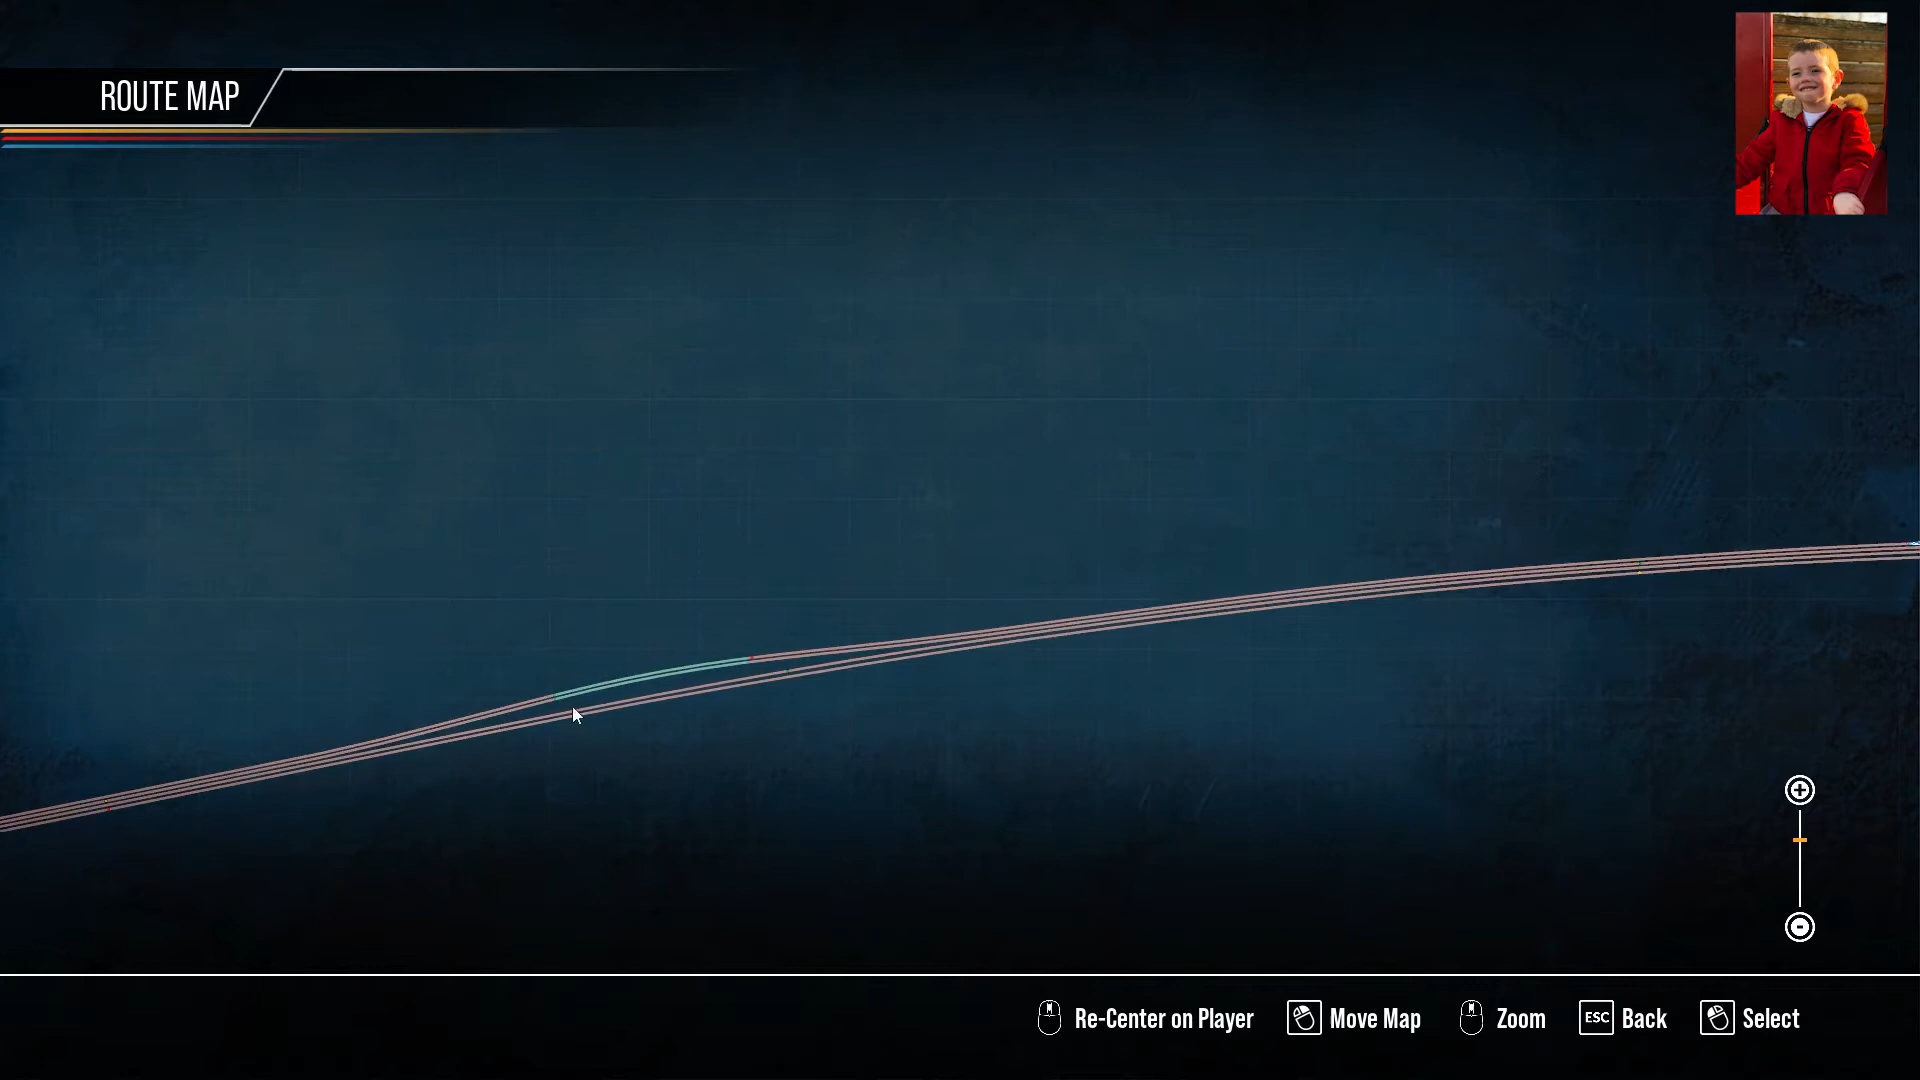 ROUTE MAP
Re-Center on Player
Move Map
Zoom
ESC Back
Select